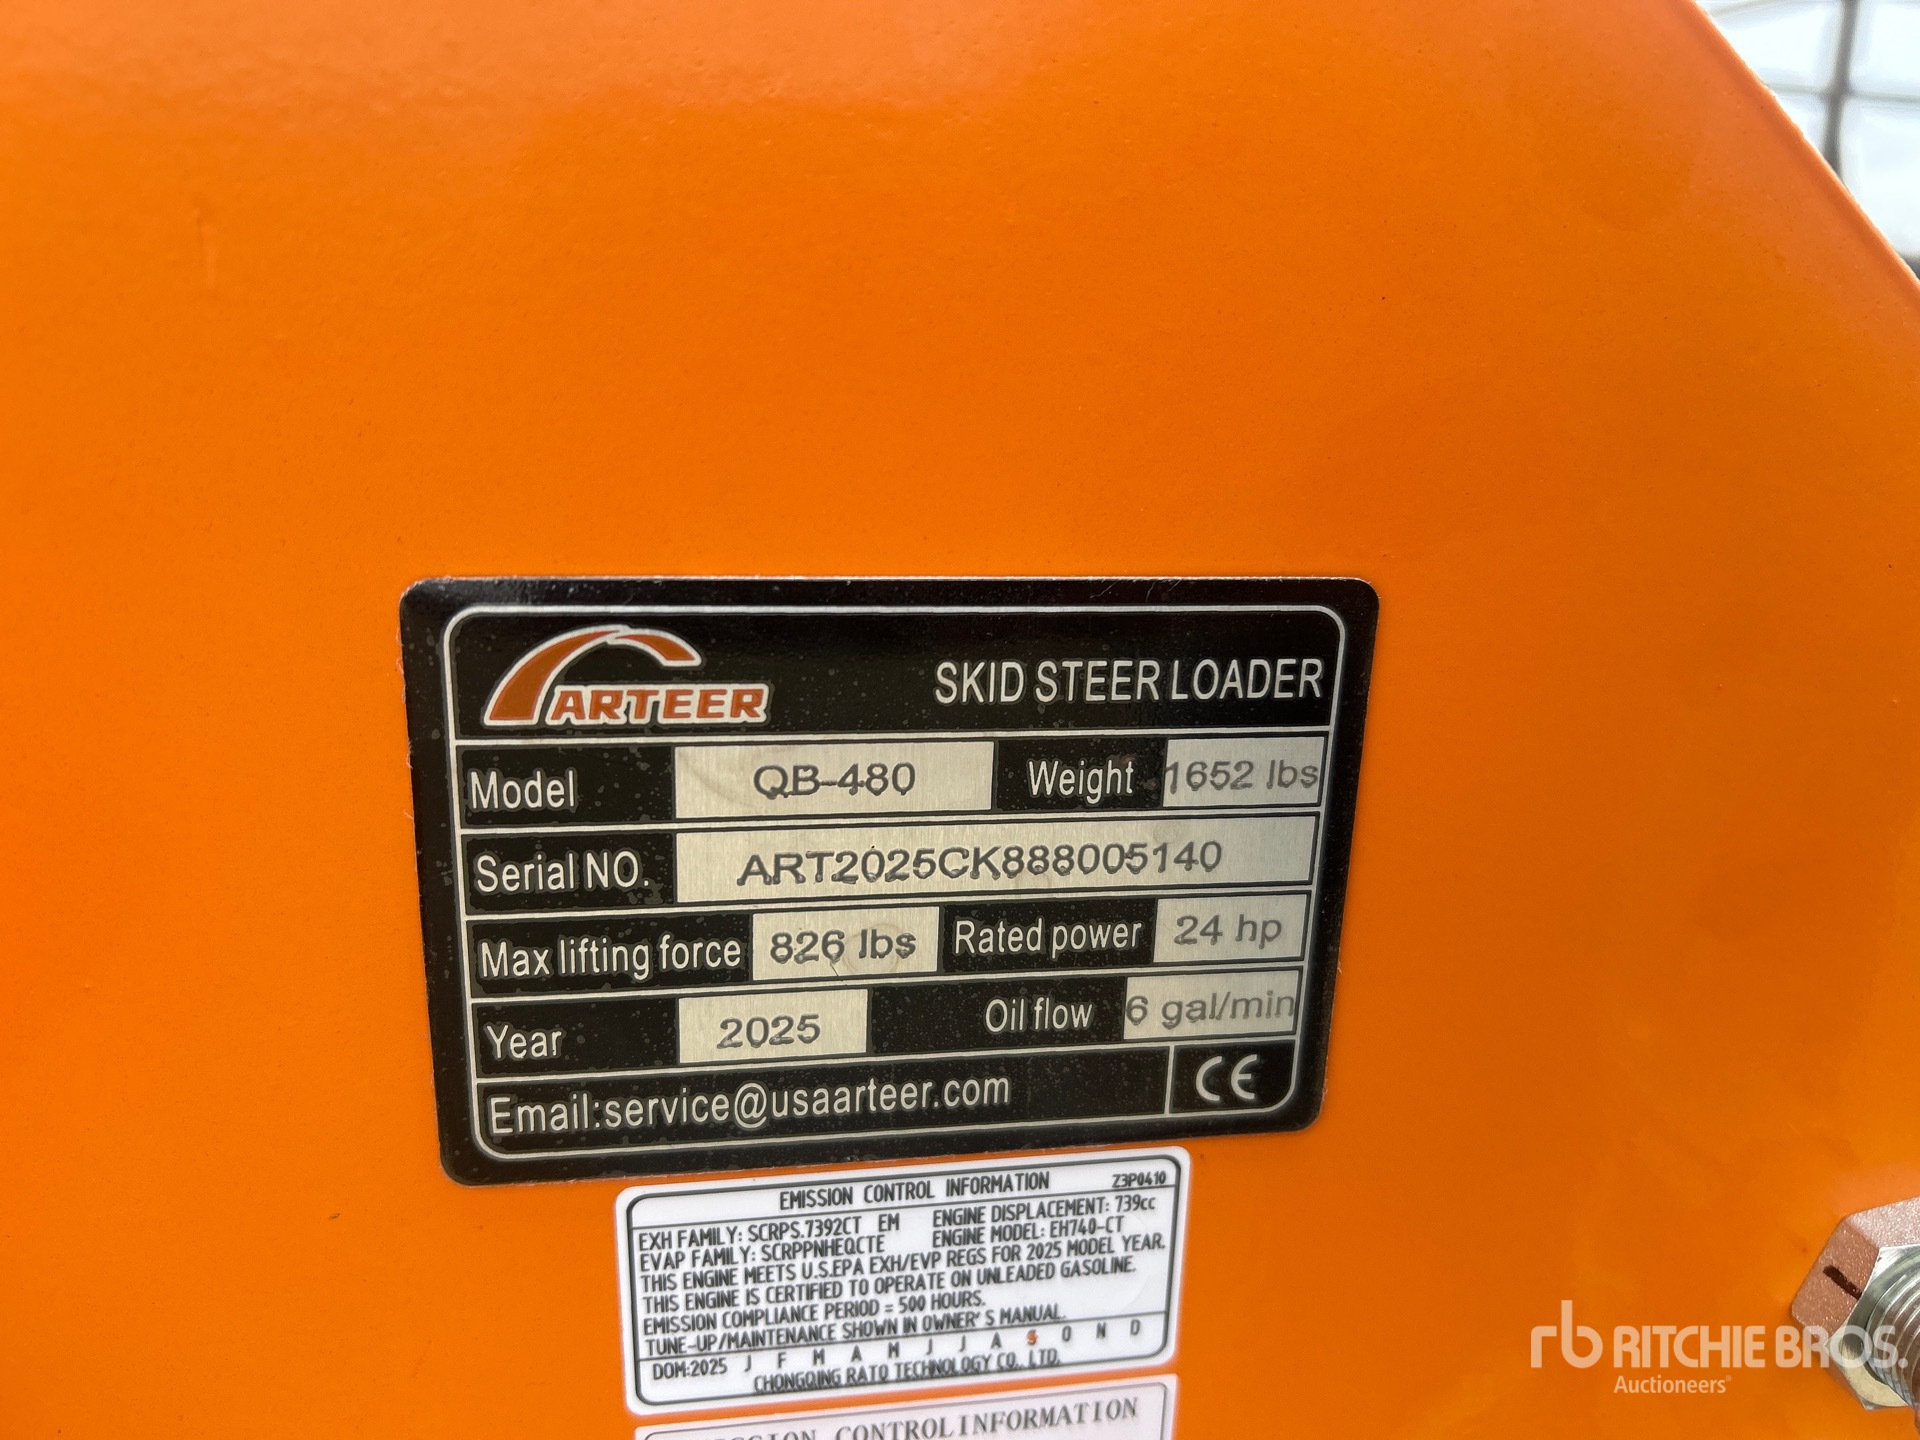 ARTEER SKID STEER LOADER
Model QB-480 Weight 1652 lbs
Serial NO. ART2025CK888005140
Max lifting force 826 lbs Rated power 24 hp
Year 2025 Oil flow 6 gal/min
Email:service@usaarteer.com CE
EMISSION CONTROL INFORMATION Z3P0410
EXH FAMILY: SCRPS.7392CT EM ENGINE DISPLACEMENT: 739cc
EVAP FAMILY: SCRPPNHEQCTE ENGINE MODEL: EH740-CT
THIS ENGINE MEETS U.S.EPA EXH/EVP REGS FOR 2025 MODEL YEAR.
THIS ENGINE IS CERTIFIED TO OPERATE ON UNLEADED GASOLINE.
EMISSION COMPLIANCE PERIOD = 500 HOURS.
TUNE-UP/MAINTENANCE SHOWN IN OWNER'S MANUAL.
DOM:2025 J F M A M J J A S O N D
CHONGQING RATO TECHNOLOGY CO., LTD.
CONTROL INFORMATION
rb RITCHIE BROS.
Auctioneers